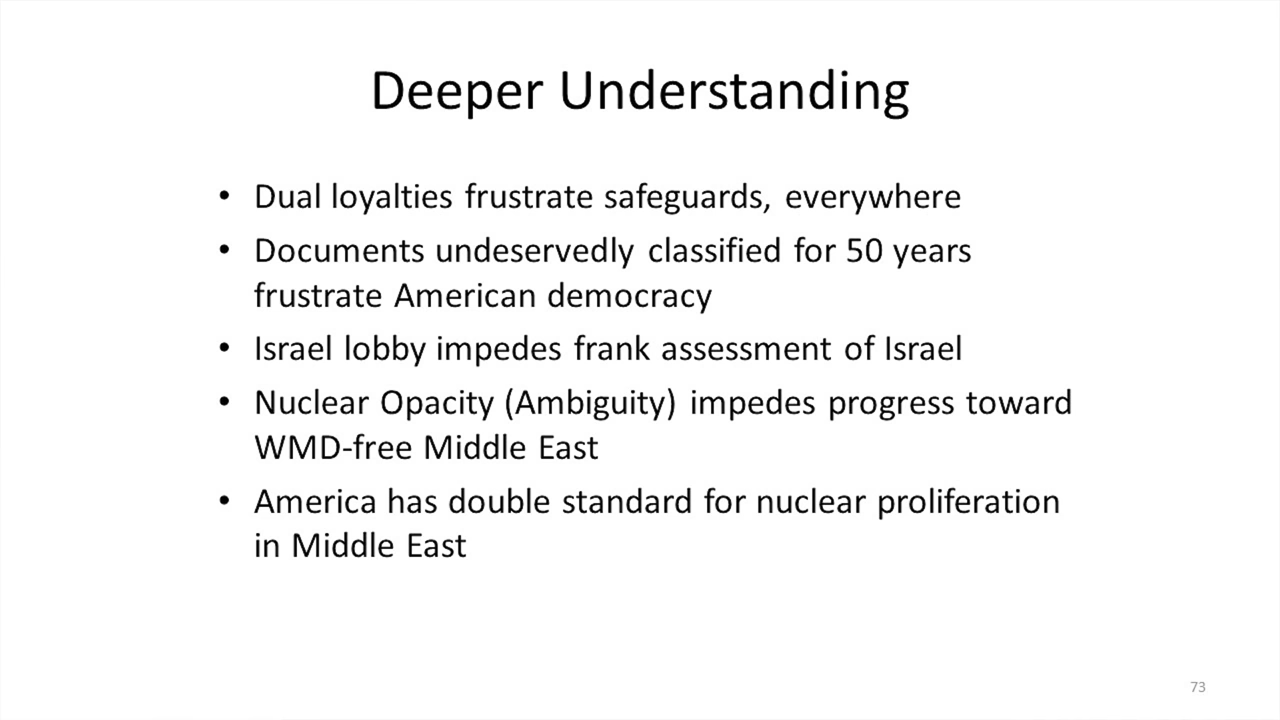 Deeper Understanding
• Dual loyalties frustrate safeguards, everywhere
• Documents undeservedly classified for 50 years
frustrate American democracy
• Israel lobby impedes frank assessment of Israel
• Nuclear Opacity (Ambiguity) impedes progress toward
WMD-free Middle East
• America has double standard for nuclear proliferation
in Middle East
73